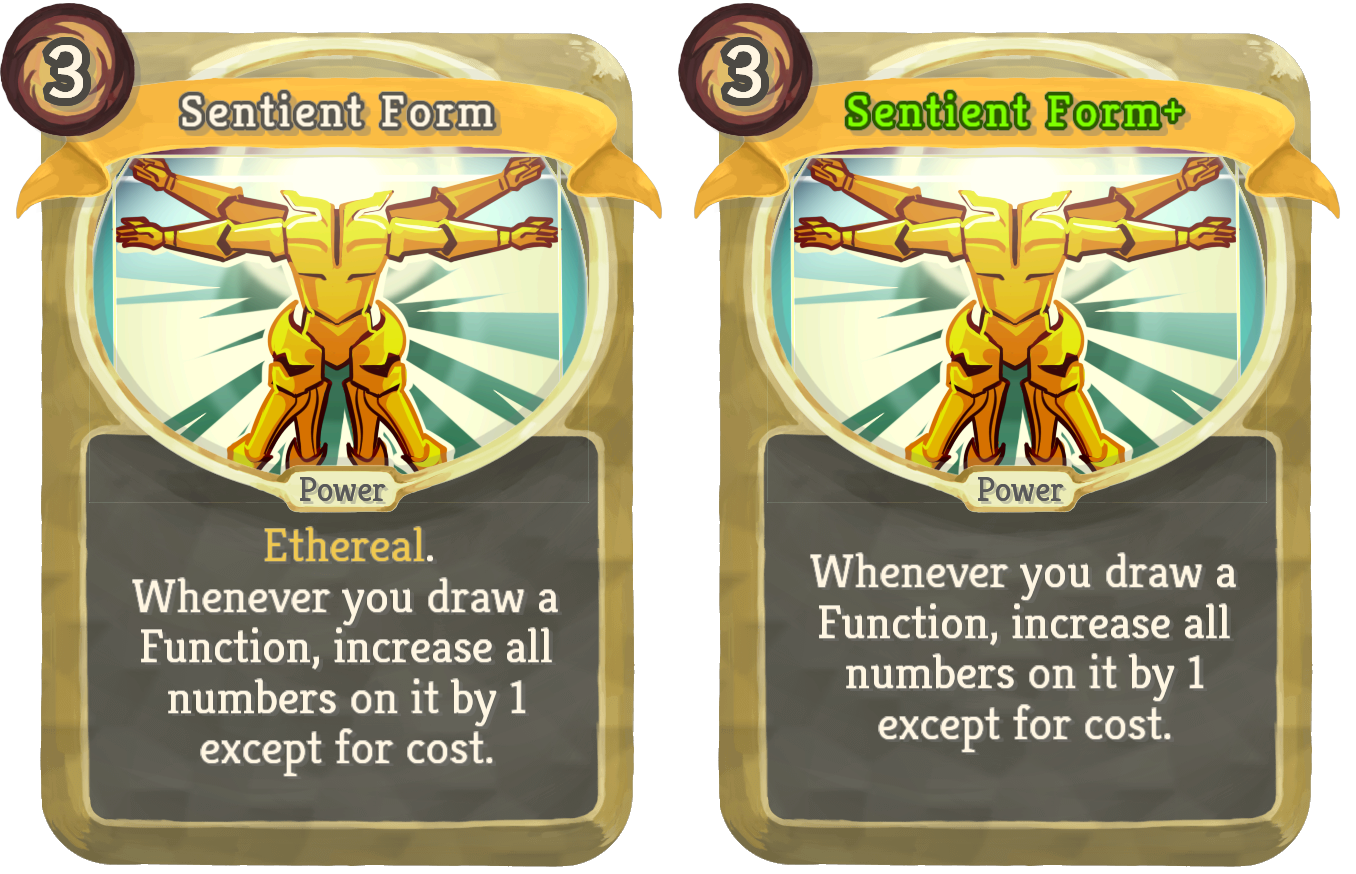 3
Sentient Form
Power
Ethereal.
Whenever you draw a
Function, increase all
numbers on it by 1
except for cost.
3
Sentient Form+
Power
Whenever you draw a
Function, increase all
numbers on it by 1
except for cost.